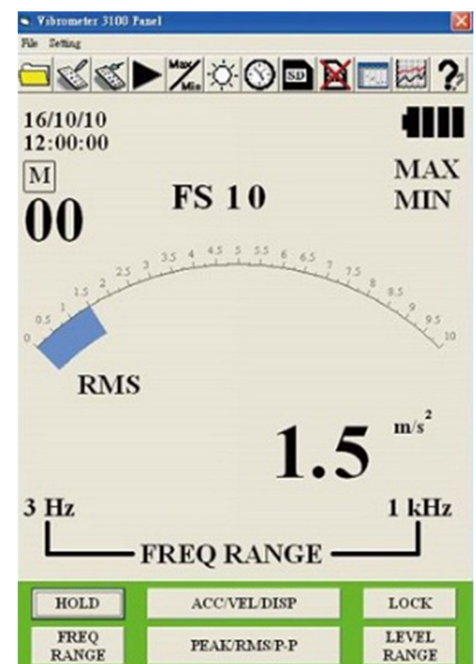 Vibrometer 3100 Panel
File Setting
Max/Min SD ?
16/10/10
12:00:00
M
00
FS 10
MAX
MIN
0 0.5 1 1.5 2 2.5 3 3.5 4 4.5 5 5.5 6 6.5 7 7.5 8 8.5 9 9.5 10
RMS
1.5 m/s²
3 Hz 1 kHz
FREQ RANGE
HOLD ACC/VEL/DISP LOCK
FREQ RANGE PEAK/RMS/P-P LEVEL RANGE